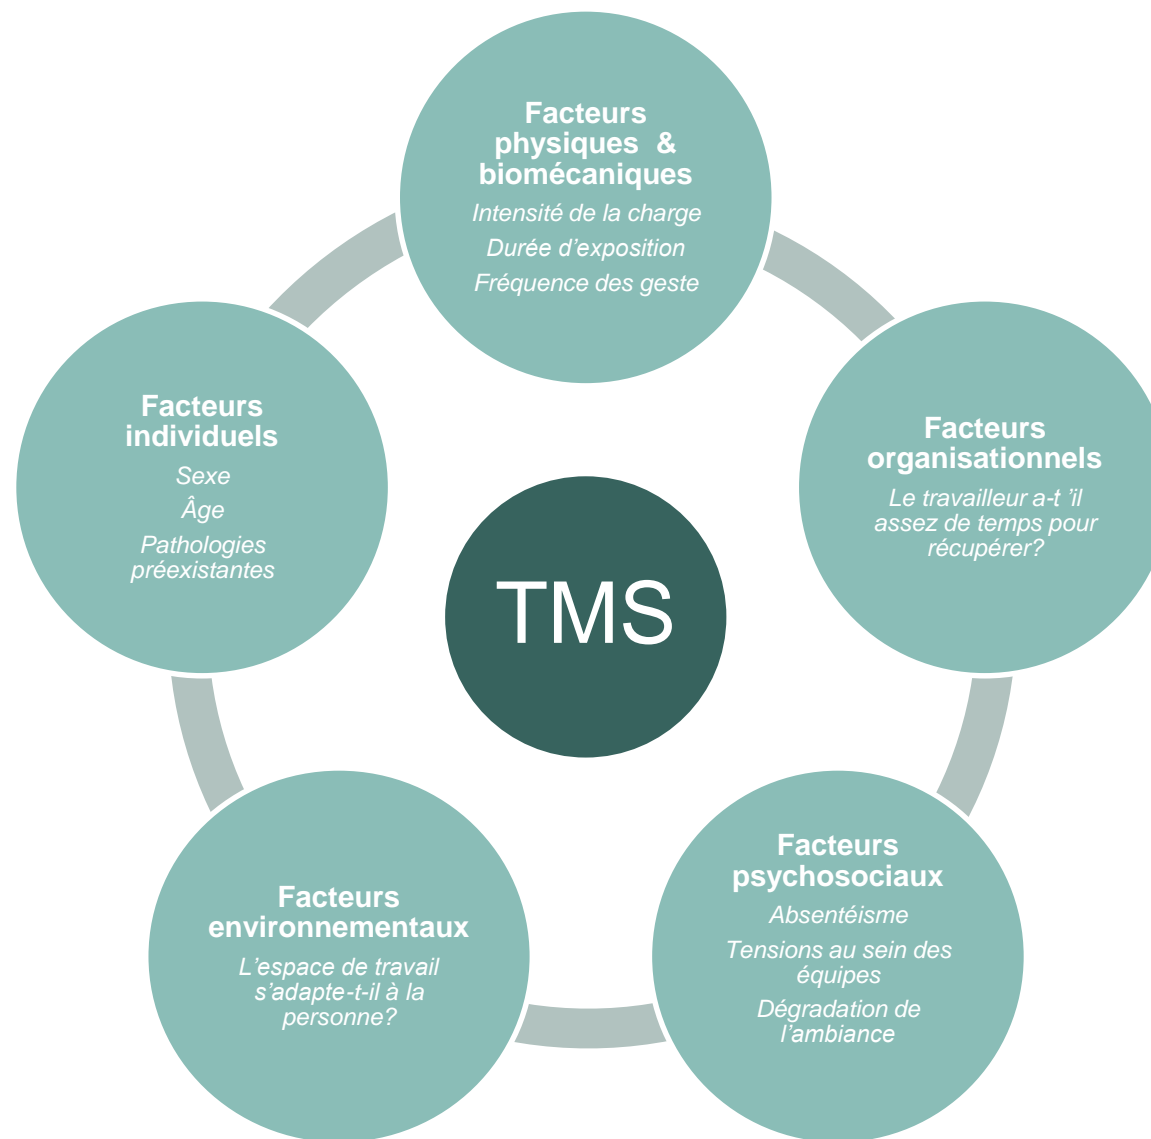 Facteurs
physiques & 
biomécaniques
Intensité de la charge
Durée d’exposition
Fréquence des geste
Facteurs
organisationnels
Le travailleur a-t ’il
assez de temps pour
récupérer?
Facteurs
psychosociaux
Absentéisme
Tensions au sein des
équipes
Dégradation de
l’ambiance
Facteurs
environnementaux
L’espace de travail
s’adapte-t-il à la
personne?
Facteurs
individuels
Sexe
Âge
Pathologies
préexistantes
TMS